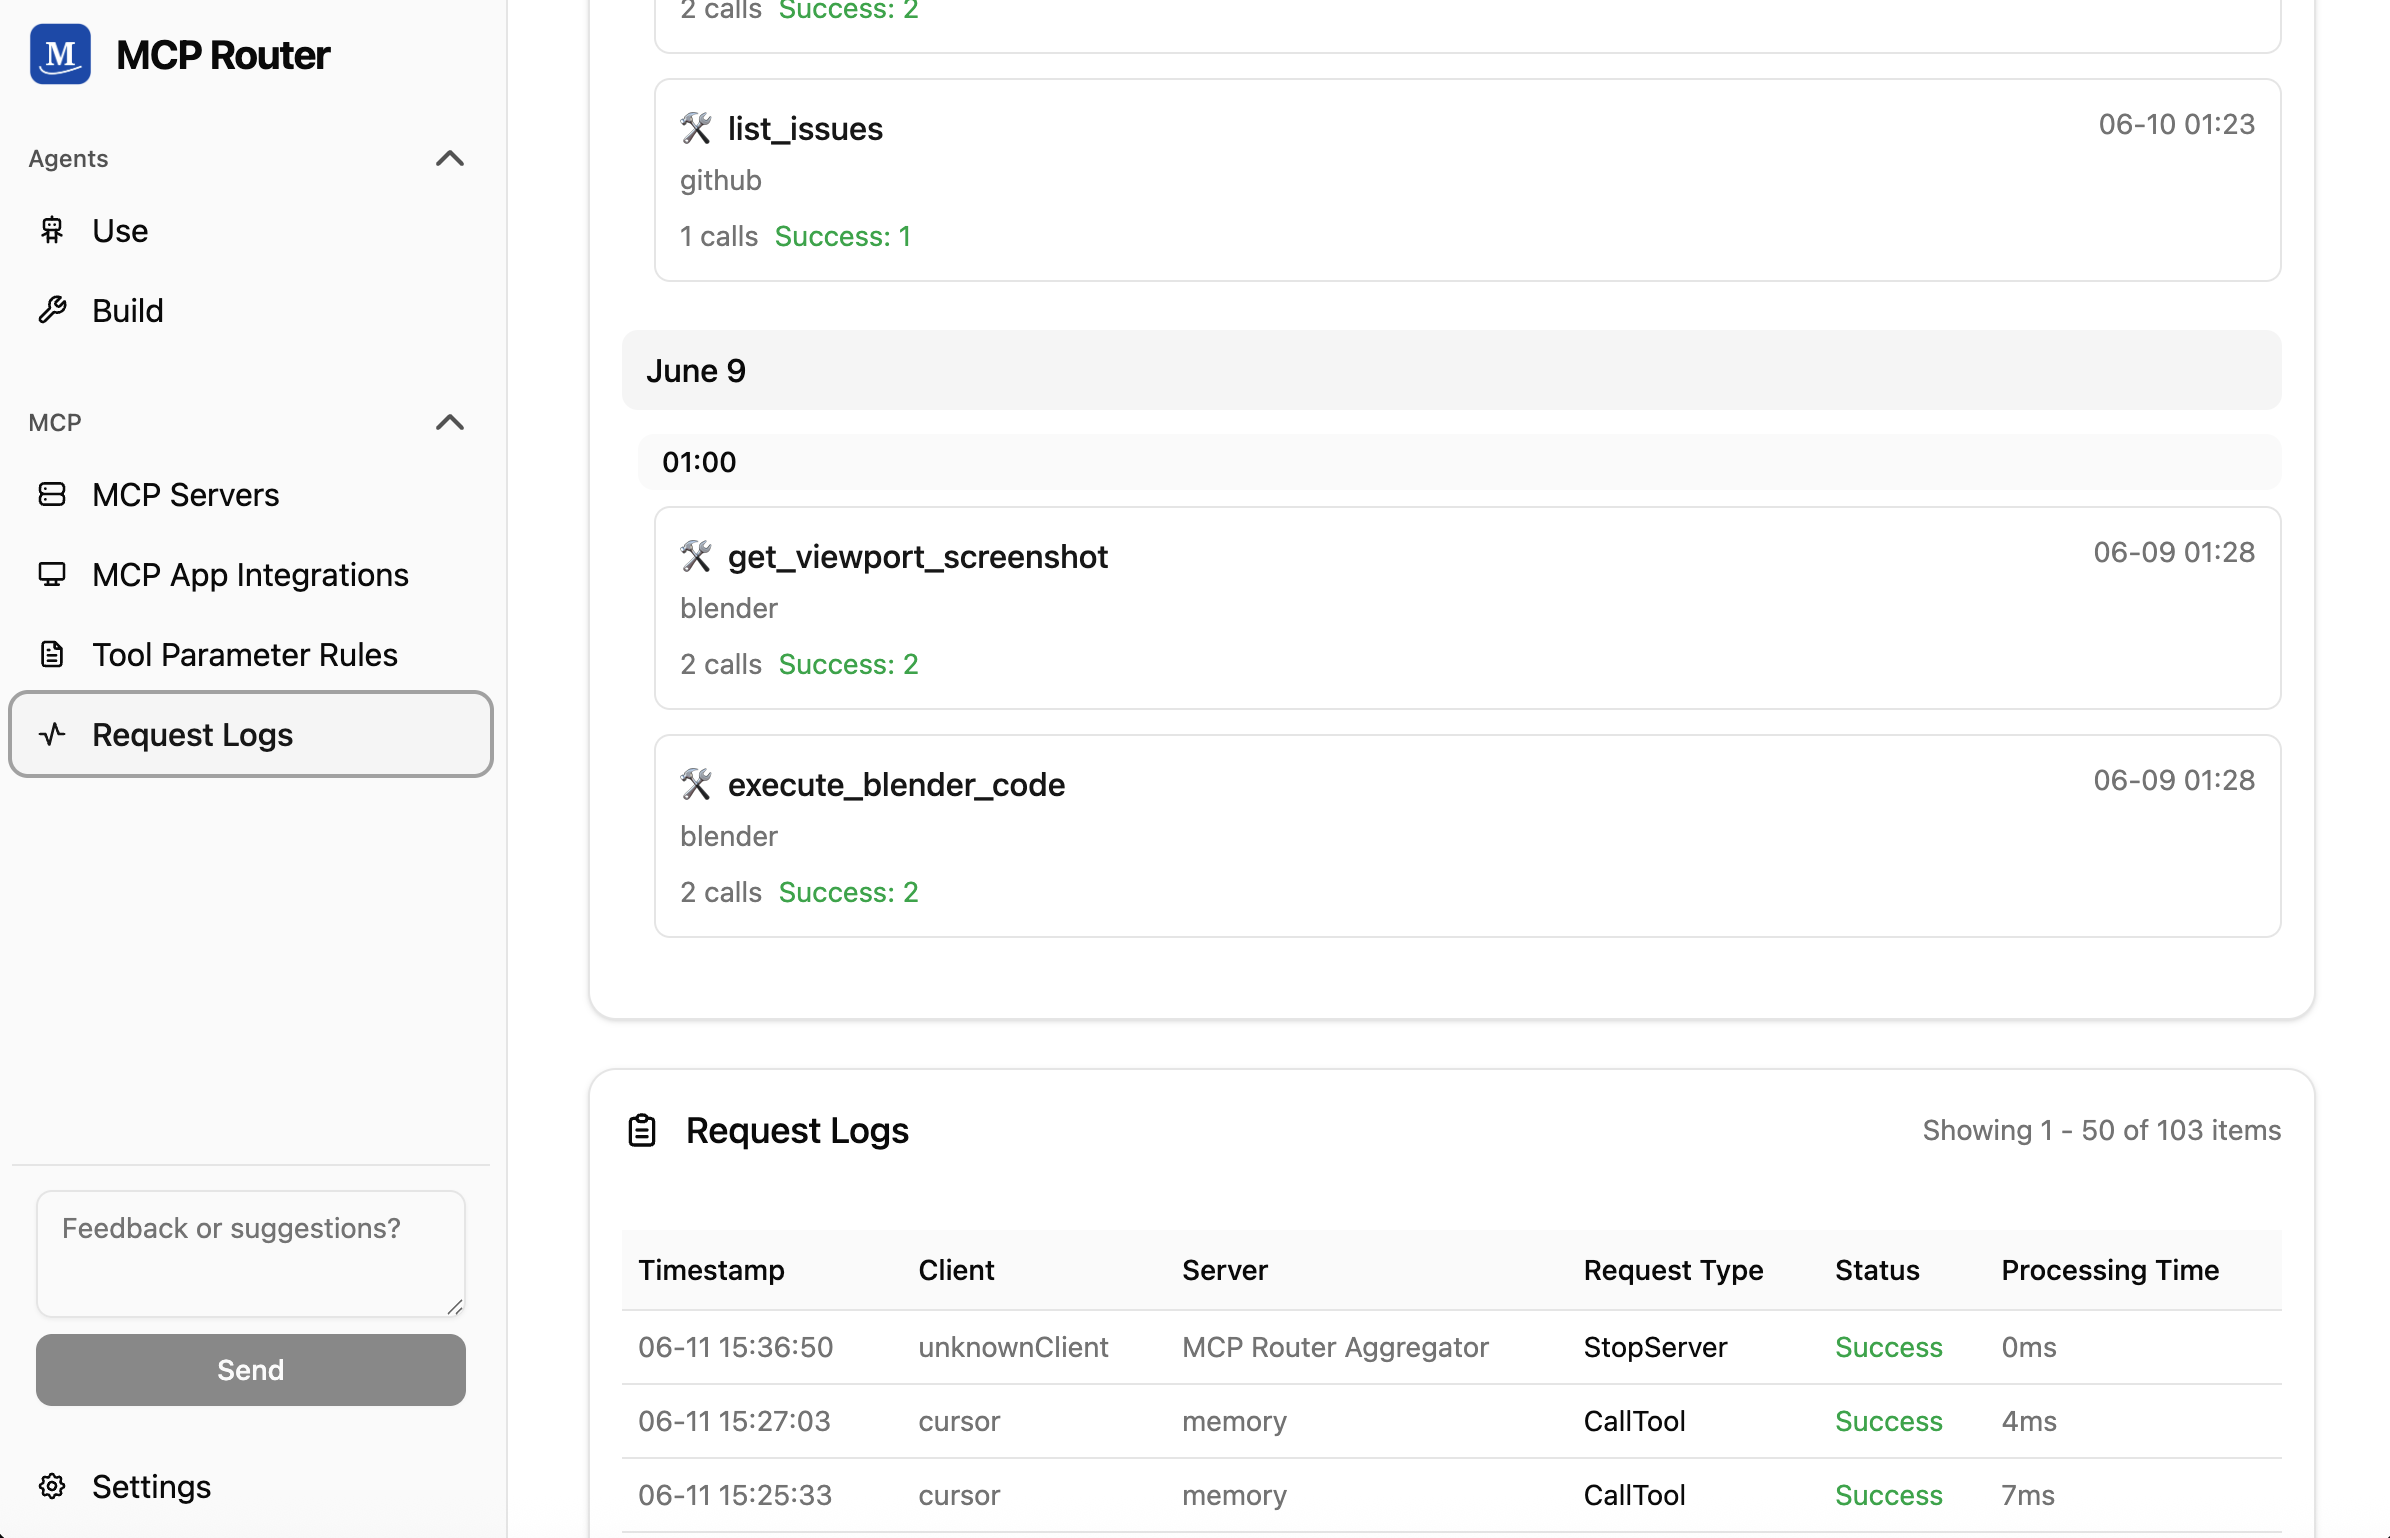 M
MCP Router
Agents
Use
Build
MCP
MCP Servers
MCP App Integrations
Tool Parameter Rules
Request Logs
Feedback or suggestions?
Send
Settings
2 calls Success: 2
list_issues 06-10 01:23
github
1 calls Success: 1
June 9
01:00
get_viewport_screenshot 06-09 01:28
blender
2 calls Success: 2
execute_blender_code 06-09 01:28
blender
2 calls Success: 2
Request Logs Showing 1 - 50 of 103 items
Timestamp Client Server Request Type Status Processing Time
06-11 15:36:50 unknownClient MCP Router Aggregator StopServer Success 0ms
06-11 15:27:03 cursor memory CallTool Success 4ms
06-11 15:25:33 cursor memory CallTool Success 7ms